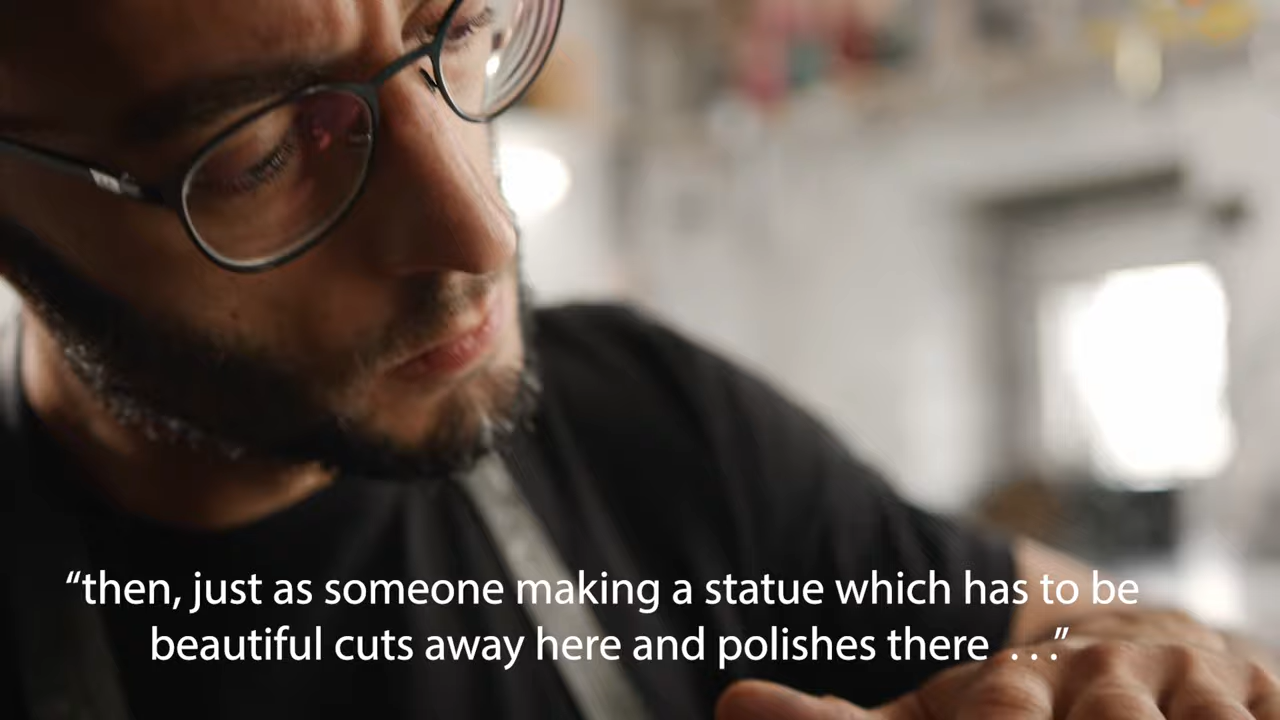 “then, just as someone making a statue which has to be
beautiful cuts away here and polishes there . . .”